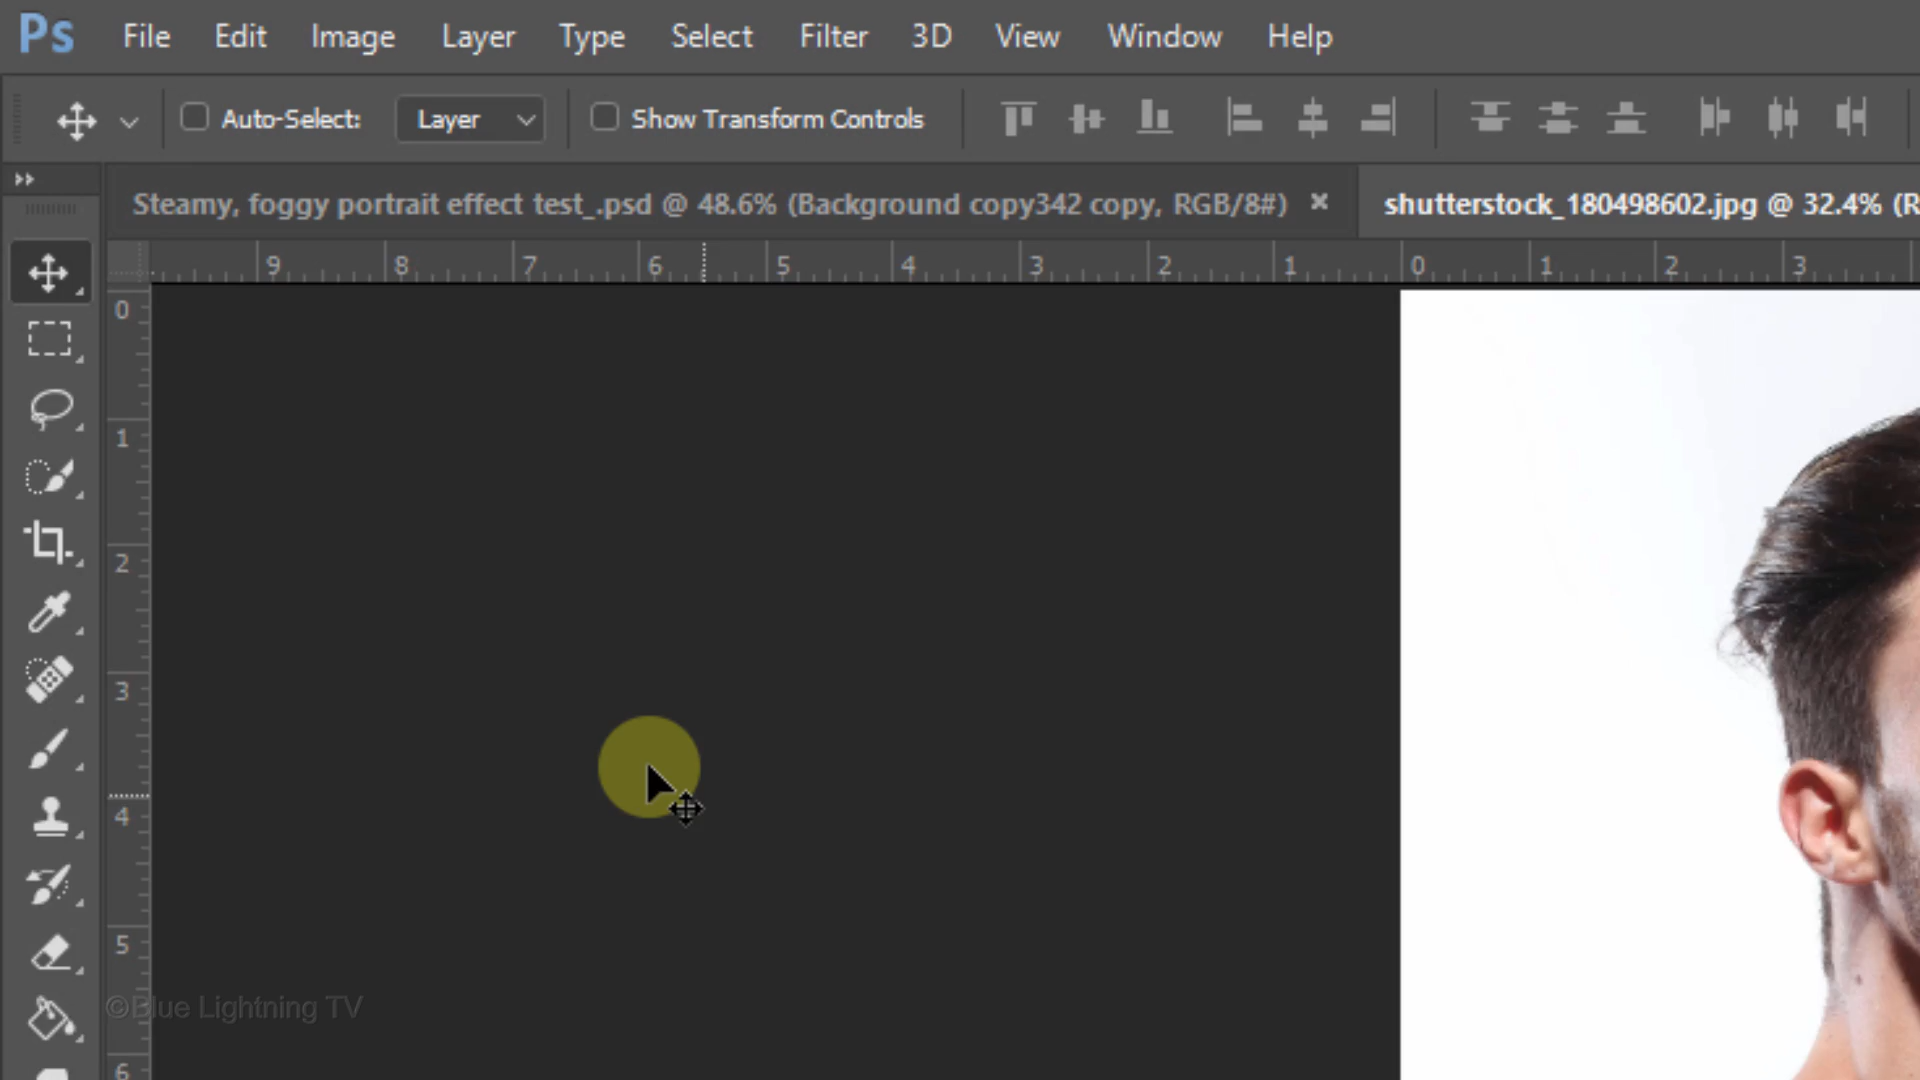 Ps File Edit Image Layer Type Select Filter 3D View Window Help
Auto-Select: Layer Show Transform Controls
Steamy, foggy portrait effect test_.psd @ 48.6% (Background copy342 copy, RGB/8#) × shutterstock_180498602.jpg @ 32.4% (R
9 8 7 6 5 4 3 2 1 0 1 2 3
0
1
2
3
4
5
©Blue Lightning TV
6